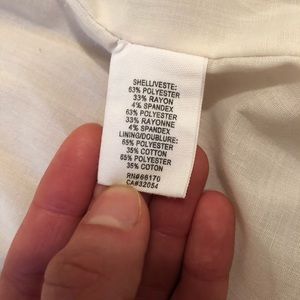 SHELL/VESTE:
63% POLYESTER
33% RAYON
4% SPANDEX
63% POLYESTER
33% RAYONNE
4% SPANDEX
LINING/DOUBLURE:
65% POLYESTER
35% COTTON
65% POLYESTER
35% COTON
RN#66170
CA#32054